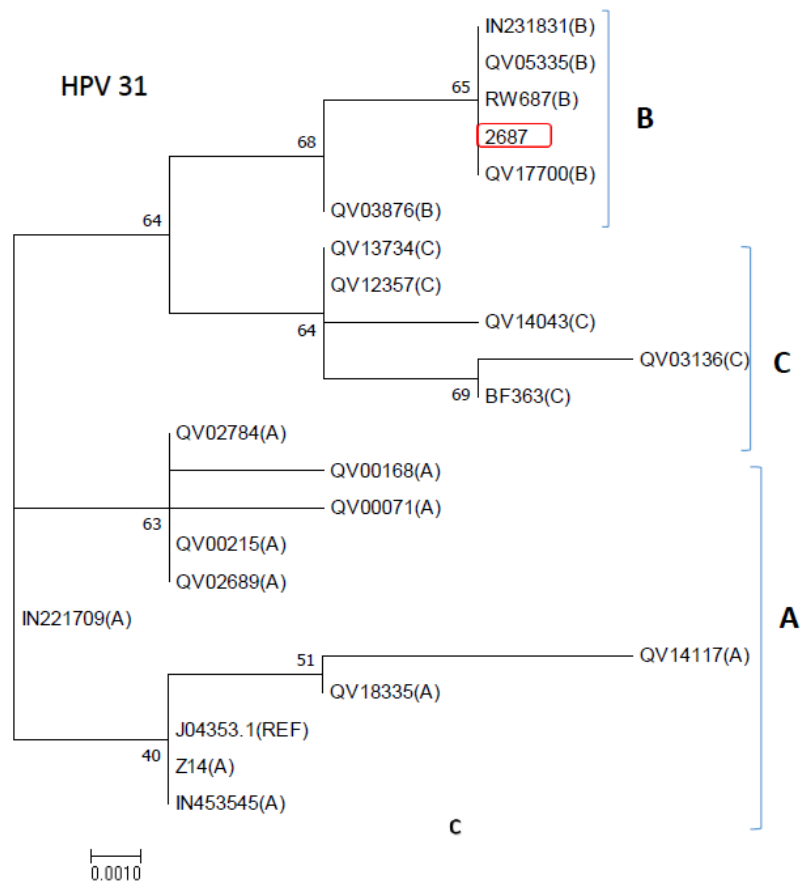 HPV 31
IN231831(B)
QV05335(B)
65
RW687(B)
B
2687
68
QV17700(B)
QV03876(B)
64
QV13734(C)
QV12357(C)
64
QV14043(C)
QV03136(C)
C
69
BF363(C)
QV02784(A)
QV00168(A)
QV00071(A)
63
QV00215(A)
QV02689(A)
IN221709(A)
A
51
QV14117(A)
QV18335(A)
J04353.1(REF)
40
Z14(A)
IN453545(A)
c
0.0010